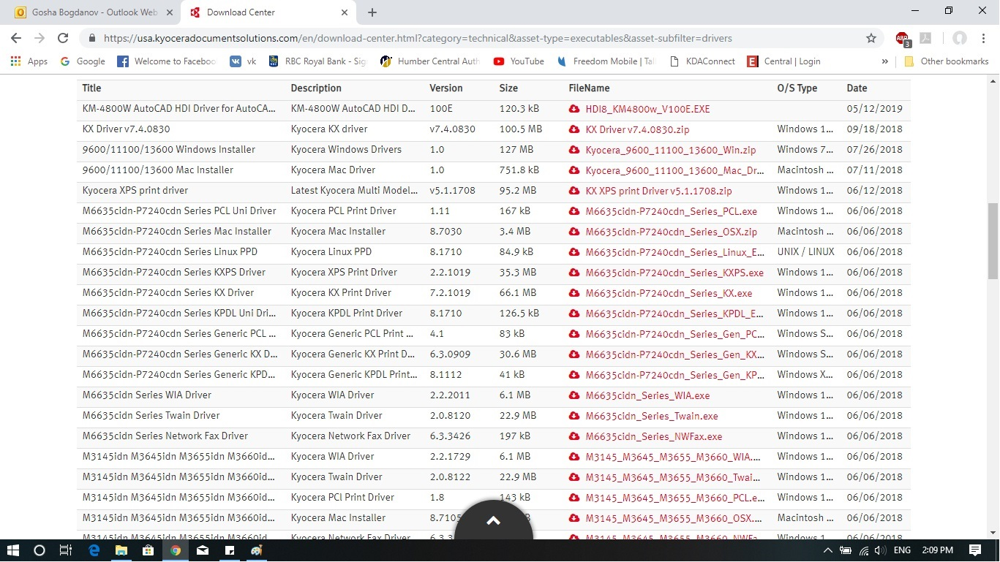 Gosha Bogdanov - Outlook Web
Download Center
https://usa.kyoceradocumentsolutions.com/en/download-center.html?category=technical&asset-type=executables&asset-subfilter=drivers
ABP 3
Apps Google Welcome to Faceboo vk RBC Royal Bank - Sig Humber Central Auth YouTube Freedom Mobile | Tal KDAConnect Central | Login » Other bookmarks
Title Description Version Size FileName O/S Type Date
KM-4800W AutoCAD HDI Driver for AutoCA... KM-4800W AutoCAD HDI D... 100E 120.3 kB HDI8_KM4800w_V100E.EXE 05/12/2019
KX Driver v7.4.0830 Kyocera KX driver v7.4.0830 100.5 MB KX Driver v7.4.0830.zip Windows 1... 09/18/2018
9600/11100/13600 Windows Installer Kyocera Windows Drivers 1.0 127 MB Kyocera_9600_11100_13600_Win.zip Windows 7... 07/26/2018
9600/11100/13600 Mac Installer Kyocera Mac Driver 1.0 751.8 kB Kyocera_9600_11100_13600_Mac_Dr... Macintosh ... 07/11/2018
Kyocera XPS print driver Latest Kyocera Multi Model... v5.1.1708 95.2 MB KX XPS print Driver v5.1.1708.zip Windows 1... 06/12/2018
M6635cidn-P7240cdn Series PCL Uni Driver Kyocera PCL Print Driver 1.11 167 kB M6635cidn-P7240cdn_Series_PCL.exe Windows 1... 06/06/2018
M6635cidn-P7240cdn Series Mac Installer Kyocera Mac Installer 8.7030 3.4 MB M6635cidn-P7240cdn_Series_OSX.zip Macintosh ... 06/06/2018
M6635cidn-P7240cdn Series Linux PPD Kyocera Linux PPD 8.1710 84.9 kB M6635cidn-P7240cdn_Series_Linux_E... UNIX / LINUX 06/06/2018
M6635cidn-P7240cdn Series KXPS Driver Kyocera XPS Print Driver 2.2.1019 35.3 MB M6635cidn-P7240cdn_Series_KXPS.exe Windows 1... 06/06/2018
M6635cidn-P7240cdn Series KX Driver Kyocera KX Print Driver 7.2.1019 66.1 MB M6635cidn-P7240cdn_Series_KX.exe Windows 1... 06/06/2018
M6635cidn-P7240cdn Series KPDL Uni Dri... Kyocera KPDL Print Driver 8.1710 126.5 kB M6635cidn-P7240cdn_Series_KPDL_E... Windows 1... 06/06/2018
M6635cidn-P7240cdn Series Generic PCL ... Kyocera Generic PCL Print ... 4.1 83 kB M6635cidn-P7240cdn_Series_Gen_PC... Windows S... 06/06/2018
M6635cidn-P7240cdn Series Generic KX D... Kyocera Generic KX Print D... 6.3.0909 30.6 MB M6635cidn-P7240cdn_Series_Gen_KX... Windows S... 06/06/2018
M6635cidn-P7240cdn Series Generic KPD... Kyocera Generic KPDL Print... 8.1112 41 kB M6635cidn-P7240cdn_Series_Gen_KP... Windows X... 06/06/2018
M6635cidn Series WIA Driver Kyocera WIA Driver 2.2.2011 6.1 MB M6635cidn_Series_WIA.exe Windows 1... 06/06/2018
M6635cidn Series Twain Driver Kyocera Twain Driver 2.0.8120 22.9 MB M6635cidn_Series_Twain.exe Windows 1... 06/06/2018
M6635cidn Series Network Fax Driver Kyocera Network Fax Driver 6.3.3426 197 kB M6635cidn_Series_NWFax.exe Windows 1... 06/06/2018
M3145idn M3645idn M3655idn M3660id... Kyocera WIA Driver 2.2.1729 6.1 MB M3145_M3645_M3655_M3660_WIA.... Windows 1... 06/06/2018
M3145idn M3645idn M3655idn M3660id... Kyocera Twain Driver 2.0.8122 22.9 MB M3145_M3645_M3655_M3660_Twai... Windows 1... 06/06/2018
M3145idn M3645idn M3655idn M3660id... Kyocera PCl Print Driver 1.8 143 kB M3145_M3645_M3655_M3660_PCL.e... Windows 1... 06/06/2018
M3145idn M3645idn M3655idn M3660id... Kyocera Mac Installer 8.7105 M3145_M3645_M3655_M3660_OSX.... Macintosh ... 06/06/2018
M3145idn M3645idn M3655idn M3660id... Kyocera Network Fax Driver 6.3.3 M3145_M3645_M3655_M3660_NWFa... Windows 1... 06/06/2018
ENG 2:09 PM